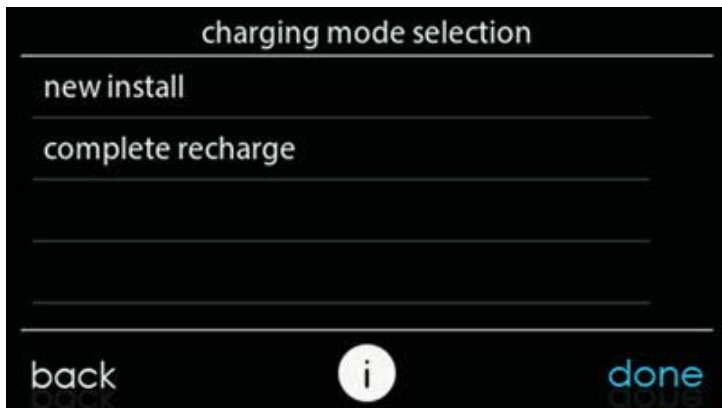 charging mode selection
new install
complete recharge
back i done